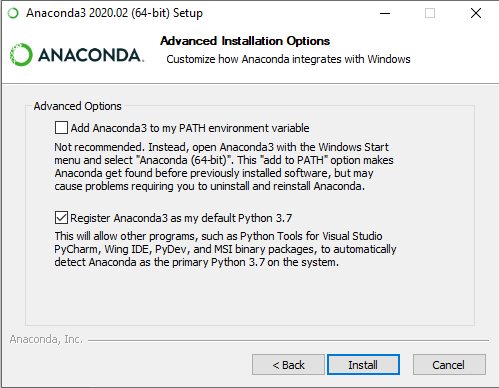 Anaconda3 2020.02 (64-bit) Setup
ANACONDA.
Advanced Installation Options
Customize how Anaconda integrates with Windows
Advanced Options
Add Anaconda3 to my PATH environment variable
Not recommended. Instead, open Anaconda3 with the Windows Start
menu and select "Anaconda (64-bit)". This "add to PATH" option makes
Anaconda get found before previously installed software, but may
cause problems requiring you to uninstall and reinstall Anaconda.
Register Anaconda3 as my default Python 3.7
This will allow other programs, such as Python Tools for Visual Studio
PyCharm, Wing IDE, PyDev, and MSI binary packages, to automatically
detect Anaconda as the primary Python 3.7 on the system.
Anaconda, Inc.
< Back
Install
Cancel